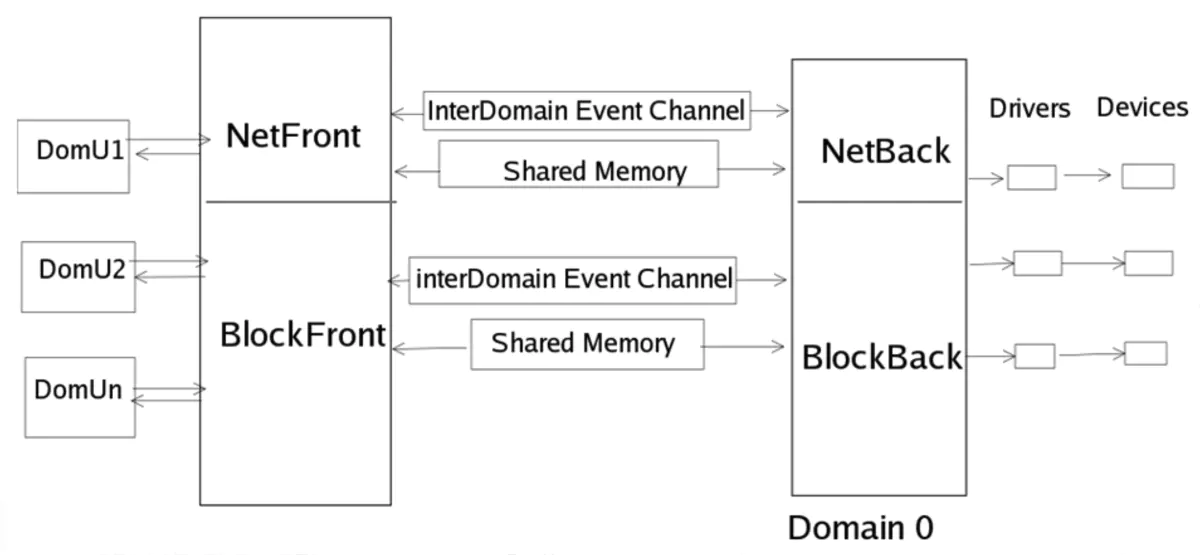 DomU1
DomU2
DomUn
NetFront
BlockFront
InterDomain Event Channel
Shared Memory
interDomain Event Channel
Shared Memory
NetBack
BlockBack
Domain 0
Drivers
Devices